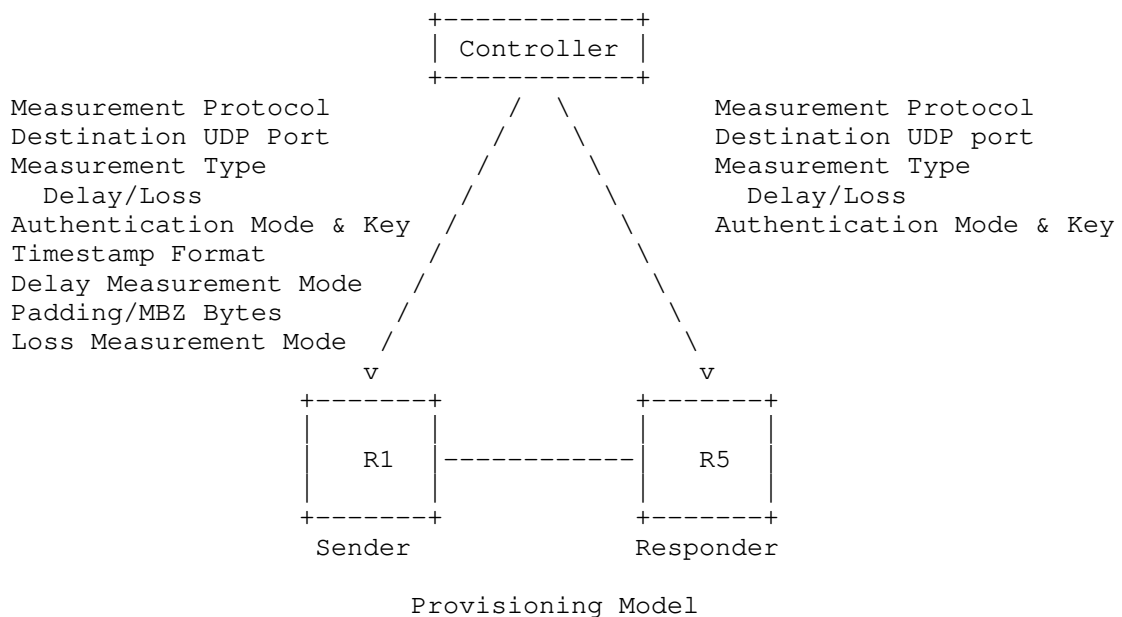 Controller
Measurement Protocol Measurement Protocol
Destination UDP Port Destination UDP port
Measurement Type Measurement Type
Delay/Loss Delay/Loss
Authentication Mode & Key Authentication Mode & Key
Timestamp Format
Delay Measurement Mode
Padding/MBZ Bytes
Loss Measurement Mode
v v
R1 R5
Sender Responder
Provisioning Model